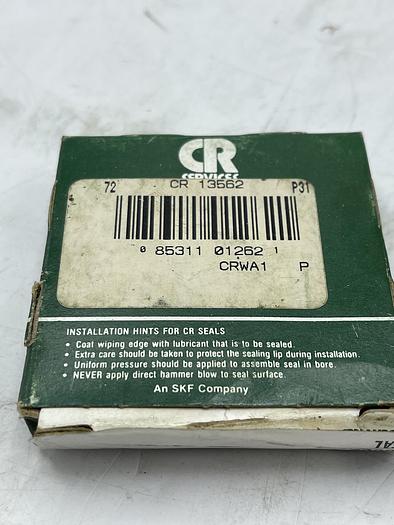 CR
SERVICES
72 CR 13562 P31
0 85311 01262 1
CRWA1 P
INSTALLATION HINTS FOR CR SEALS
• Coat wiping edge with lubricant that is to be sealed.
• Extra care should be taken to protect the sealing lip during installation.
• Uniform pressure should be applied to assemble seal in bore.
• NEVER apply direct hammer blow to seal surface.
An SKF Company